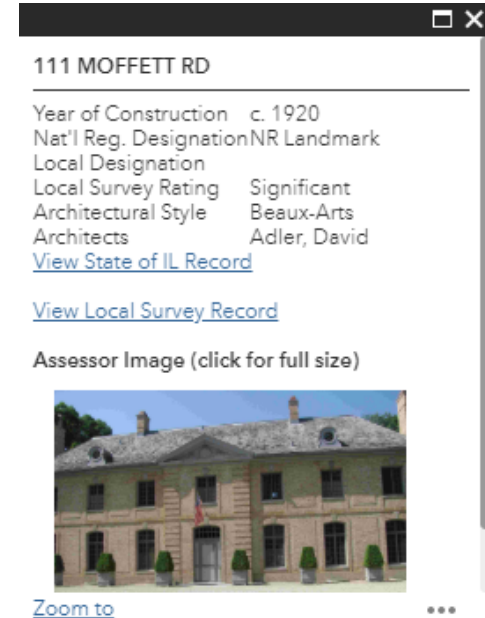 111 MOFFETT RD
Year of Construction c. 1920
Nat'l Reg. Designation NR Landmark
Local Designation
Local Survey Rating Significant
Architectural Style Beaux-Arts
Architects Adler, David
View State of IL Record
View Local Survey Record
Assessor Image (click for full size)
Zoom to